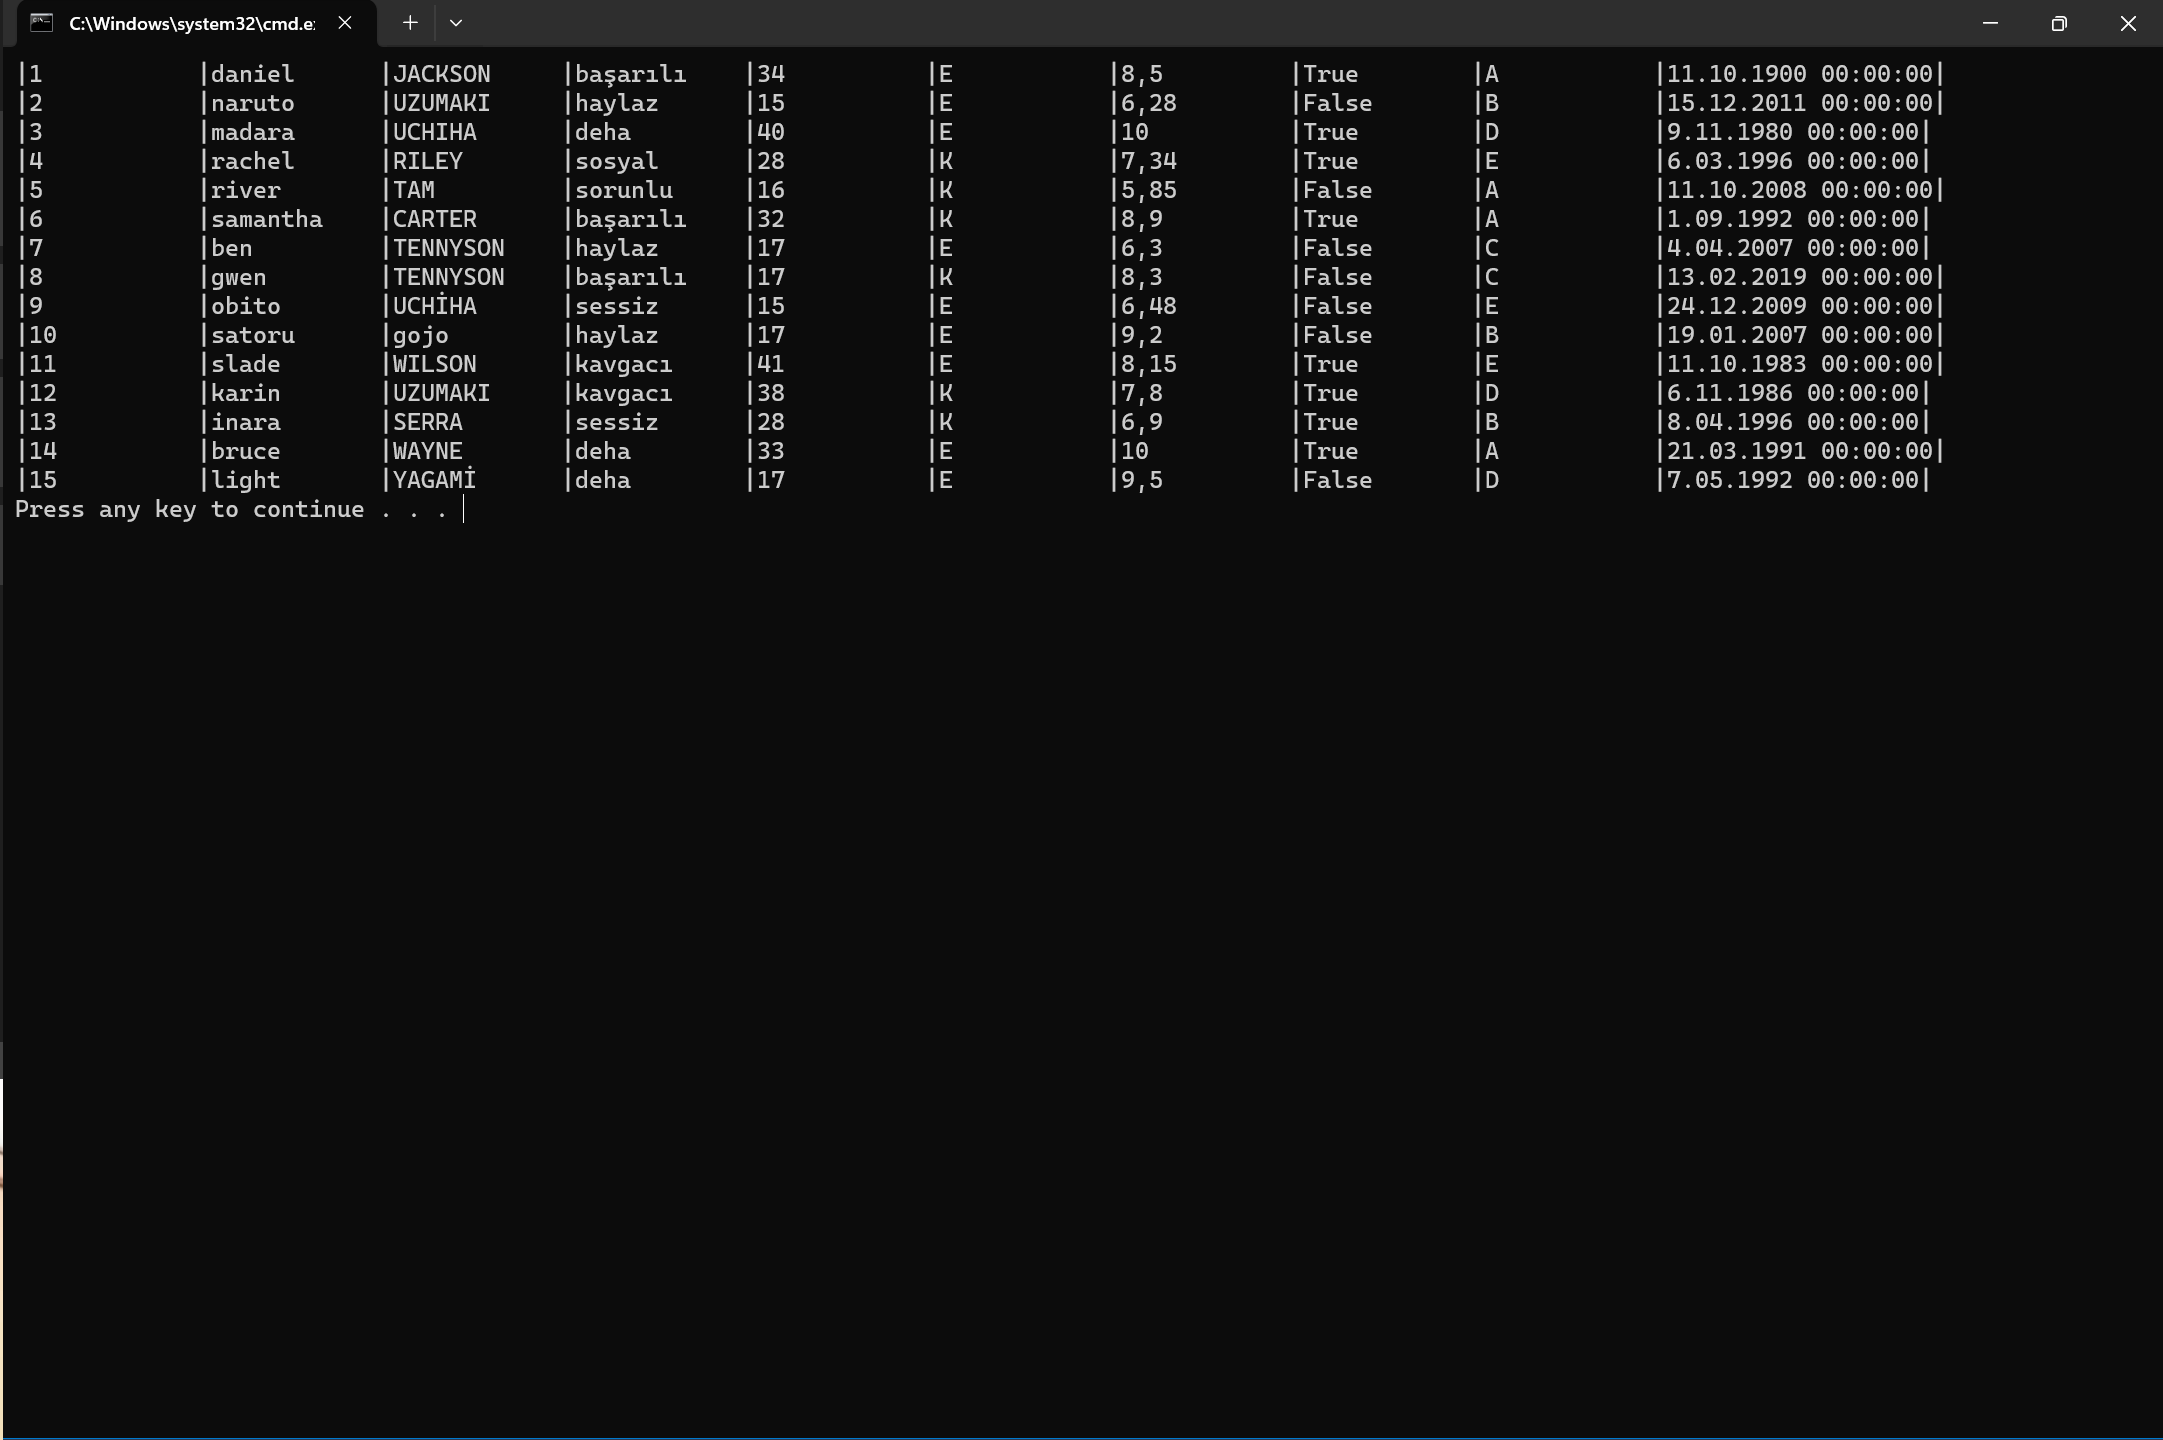 C:\Windows\system32\cmd.e
|1 |daniel |JACKSON |başarılı |34 |E |8,5 |True |A |11.10.1900 00:00:00|
|2 |naruto |UZUMAKI |haylaz |15 |E |6,28 |False |B |15.12.2011 00:00:00|
|3 |madara |UCHIHA |deha |40 |E |10 |True |D |9.11.1980 00:00:00|
|4 |rachel |RILEY |sosyal |28 |K |7,34 |True |E |6.03.1996 00:00:00|
|5 |river |TAM |sorunlu |16 |K |5,85 |False |A |11.10.2008 00:00:00|
|6 |samantha |CARTER |başarılı |32 |K |8,9 |True |A |1.09.1992 00:00:00|
|7 |ben |TENNYSON |haylaz |17 |E |6,3 |False |C |4.04.2007 00:00:00|
|8 |gwen |TENNYSON |başarılı |17 |K |8,3 |False |C |13.02.2019 00:00:00|
|9 |obito |UCHİHA |sessiz |15 |E |6,48 |False |E |24.12.2009 00:00:00|
|10 |satoru |gojo |haylaz |17 |E |9,2 |False |B |19.01.2007 00:00:00|
|11 |slade |WILSON |kavgacı |41 |E |8,15 |True |E |11.10.1983 00:00:00|
|12 |karin |UZUMAKI |kavgacı |38 |K |7,8 |True |D |6.11.1986 00:00:00|
|13 |inara |SERRA |sessiz |28 |K |6,9 |True |B |8.04.1996 00:00:00|
|14 |bruce |WAYNE |deha |33 |E |10 |True |A |21.03.1991 00:00:00|
|15 |light |YAGAMİ |deha |17 |E |9,5 |False |D |7.05.1992 00:00:00|
Press any key to continue . . .